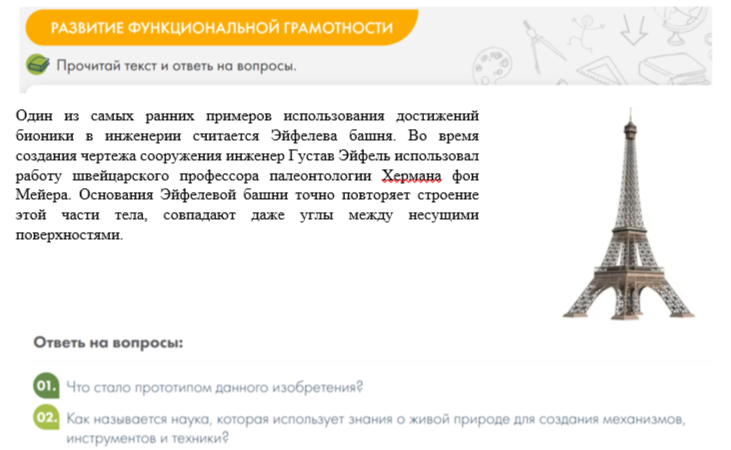 РАЗВИТИЕ ФУНКЦИОНАЛЬНОЙ ГРАМОТНОСТИ
Прочитай текст и ответь на вопросы.
Один из самых ранних примеров использования достижений
бионики в инженерии считается Эйфелева башня. Во время
создания чертежа сооружения инженер Густав Эйфель использовал
работу швейцарского профессора палеонтологии Хермана фон
Мейера. Основания Эйфелевой башни точно повторяет строение
этой части тела, совпадают даже углы между несущими
поверхностями.
Ответь на вопросы:
01. Что стало прототипом данного изобретения?
02. Как называется наука, которая использует знания о живой природе для создания механизмов,
инструментов и техники?